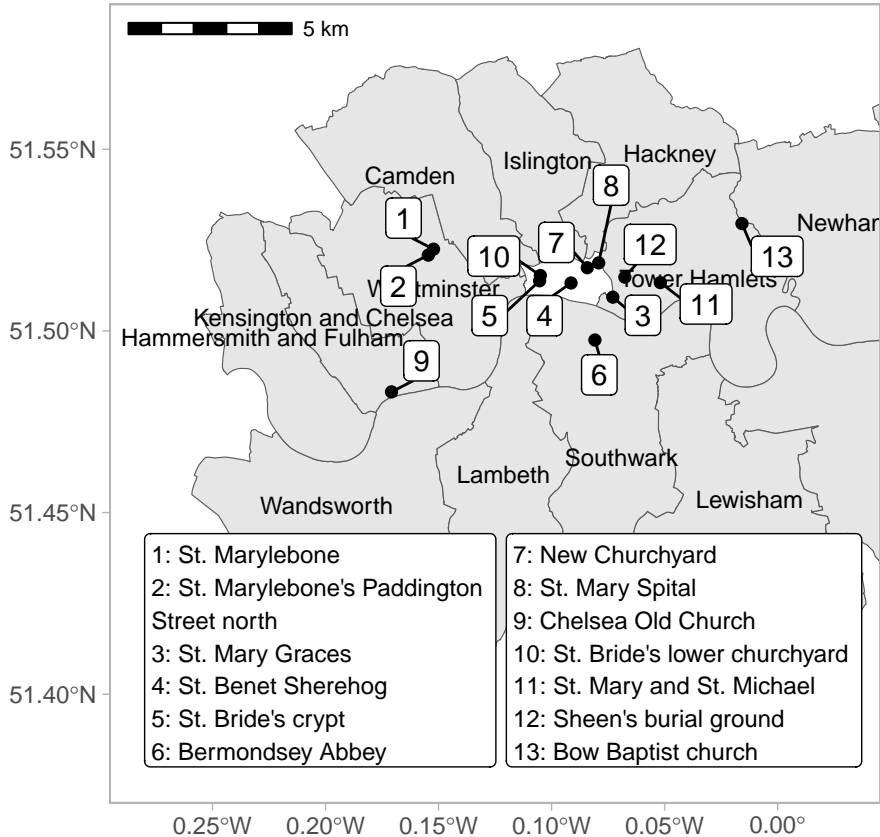 5 km
51.55°N
Hackney
Islington
Camden
8
1
Newham
7
12
10
13
2
Tower Hamlets
Westminster
11
5
4
3
Kensington and Chelsea
51.50°N
Hammersmith and Fulham
9
6
Southwark
Lambeth
Lewisham
Wandsworth
51.45°N
1: St. Marylebone
2: St. Marylebone's Paddington
Street north
3: St. Mary Graces
4: St. Benet Sherehog
5: St. Bride's crypt
6: Bermondsey Abbey
7: New Churchyard
8: St. Mary Spital
9: Chelsea Old Church
10: St. Bride's lower churchyard
11: St. Mary and St. Michael
12: Sheen's burial ground
13: Bow Baptist church
51.40°N
0.25°W
0.20°W
0.15°W
0.10°W
0.05°W
0.00°